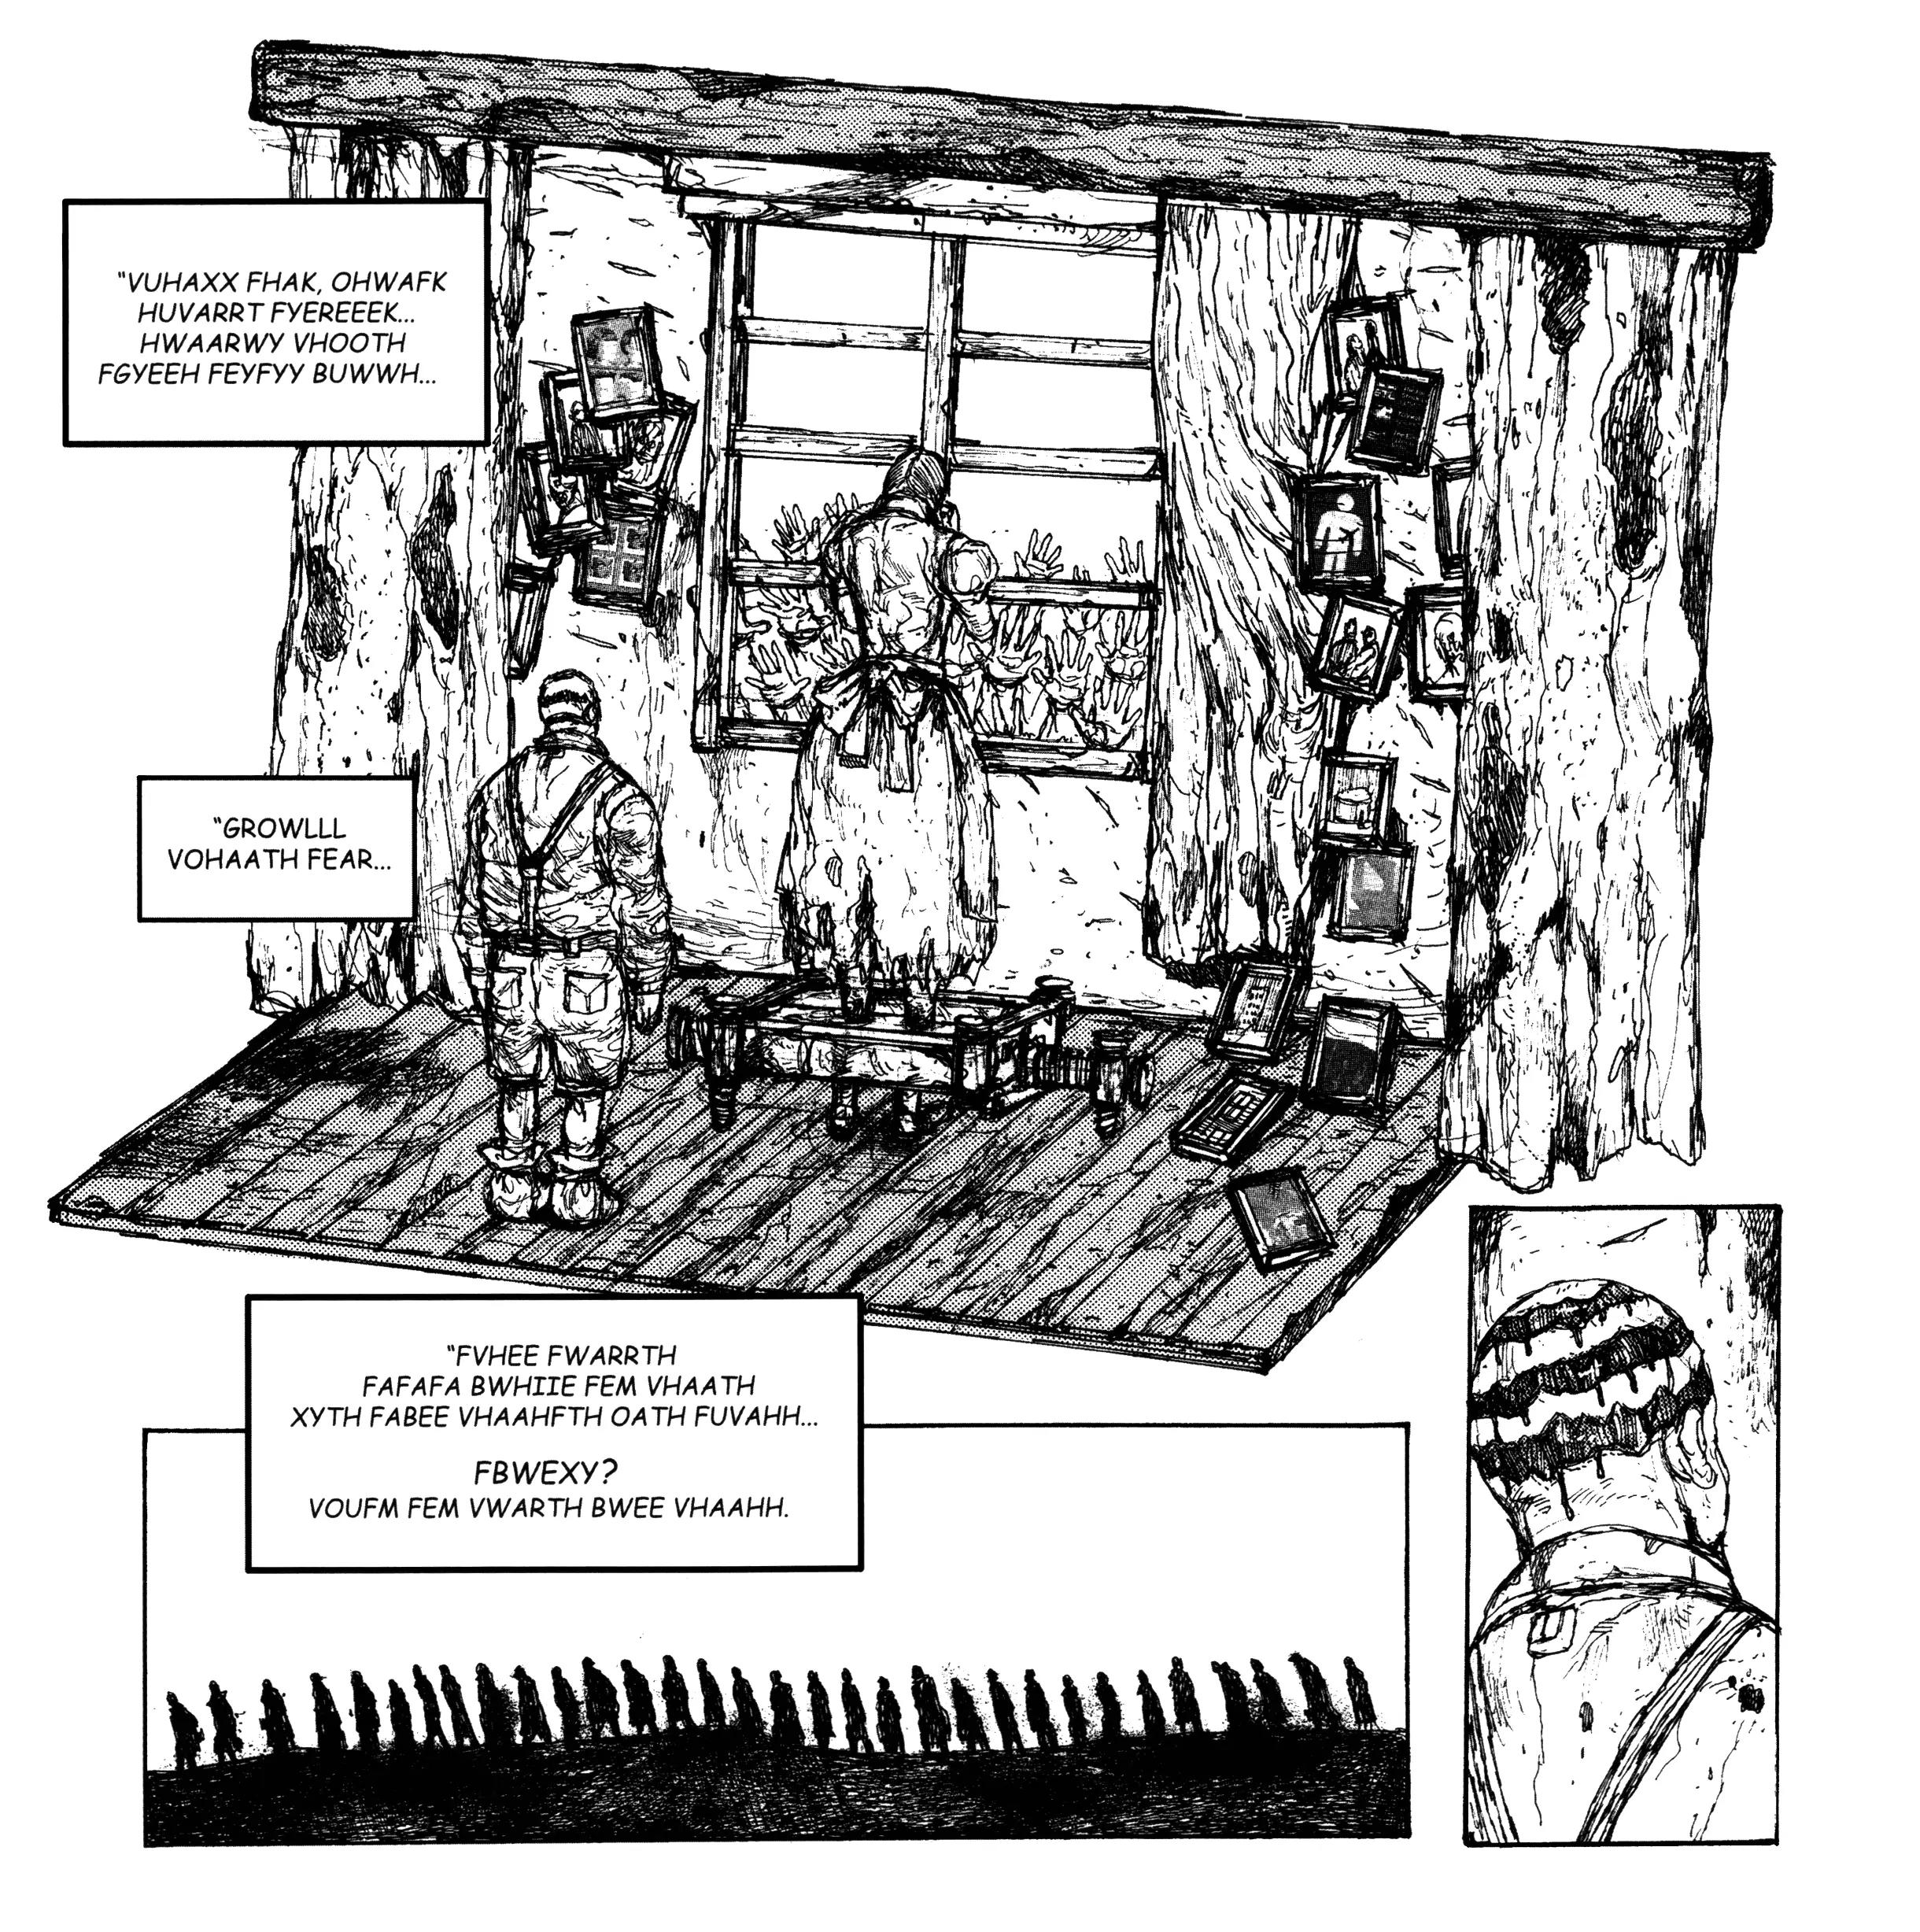 "VUHAXX FHAK, OHWAFK
HUVARRT FYEREEEK...
HWAARWY VHOOTH
FGYEEH FEYFYY BUWWH...
"GROWLLL
VOHAATH FEAR...
"FVHEE FWARRTH
FAFAFA BWHIIE FEM VHAATH
XYTH FABEE VHAAHFTH OATH FUVAHH...
FBWEXY?
VOUFM FEM VWARTH BWEE VHAAHH.